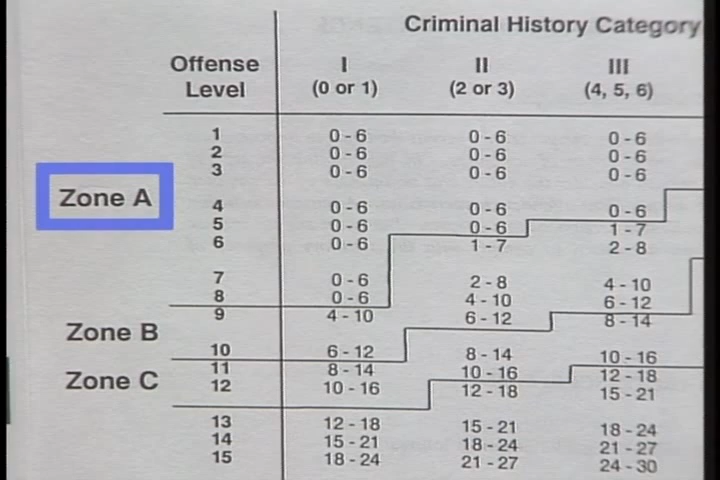 Criminal History Category
Offense Level I (0 or 1) II (2 or 3) III (4, 5, 6)
1 0 - 6 0 - 6 0 - 6
2 0 - 6 0 - 6 0 - 6
3 0 - 6 0 - 6 0 - 6
Zone A
4 0 - 6 0 - 6 0 - 6
5 0 - 6 0 - 6 1 - 7
6 0 - 6 1 - 7 2 - 8
7 0 - 6 2 - 8 4 - 10
8 0 - 6 4 - 10 6 - 12
9 4 - 10 6 - 12 8 - 14
Zone B
10 6 - 12 8 - 14 10 - 16
11 8 - 14 10 - 16 12 - 18
Zone C
12 10 - 16 12 - 18 15 - 21
13 12 - 18 15 - 21 18 - 24
14 15 - 21 18 - 24 21 - 27
15 18 - 24 21 - 27 24 - 30